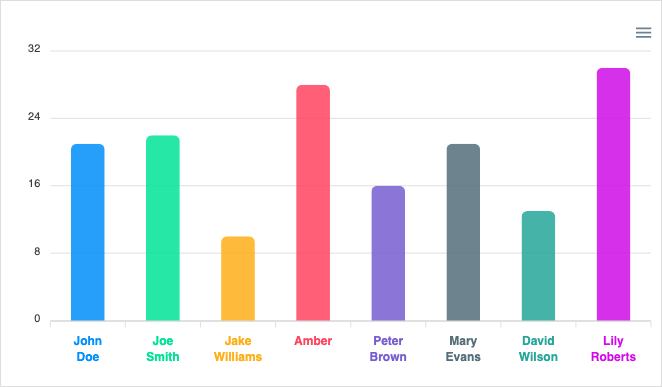 32
24
16
8
0
John Joe Jake Amber Peter Mary David Lily
Doe Smith Williams Brown Evans Wilson Roberts